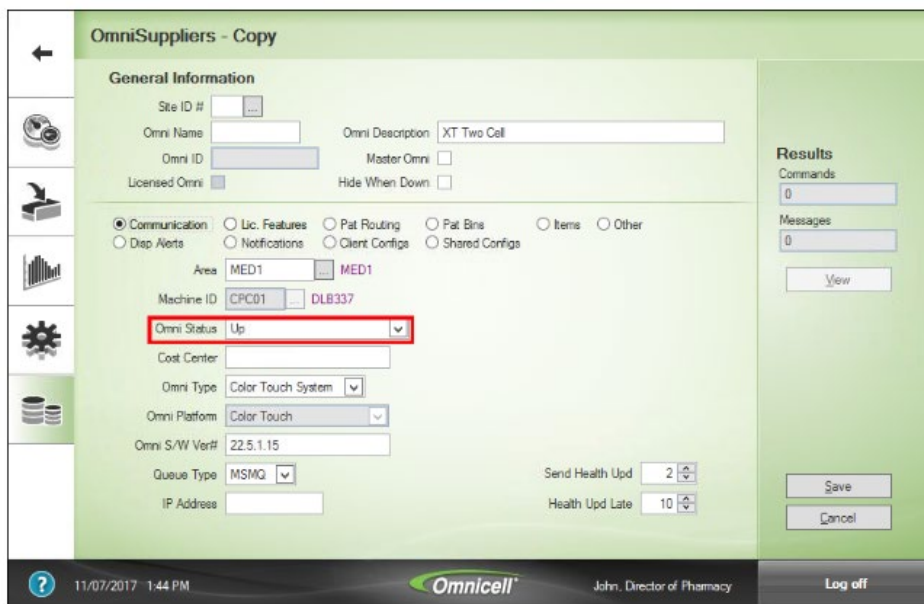 OmniSuppliers - Copy
General Information
Site ID # ...
Omni Name Omni Description XT Two Cell
Omni ID Master Omni
Licensed Omni Hide When Down
Communication Lic. Features Pat Routing Pat Bins Items Other
Disp Alerts Notifications Client Configs Shared Configs
Area MED1 ... MED1
Machine ID CPC01 ... DLB337
Omni Status Up
Cost Center
Omni Type Color Touch System
Omni Platform Color Touch
Omni S/W Ver# 22.5.1.15
Queue Type MSMQ Send Health Upd 2
IP Address Health Upd Late 10
Results
Commands
0
Messages
0
View
Save
Cancel
? 11/07/2017 1:44 PM Omnicell John, Director of Pharmacy Log off